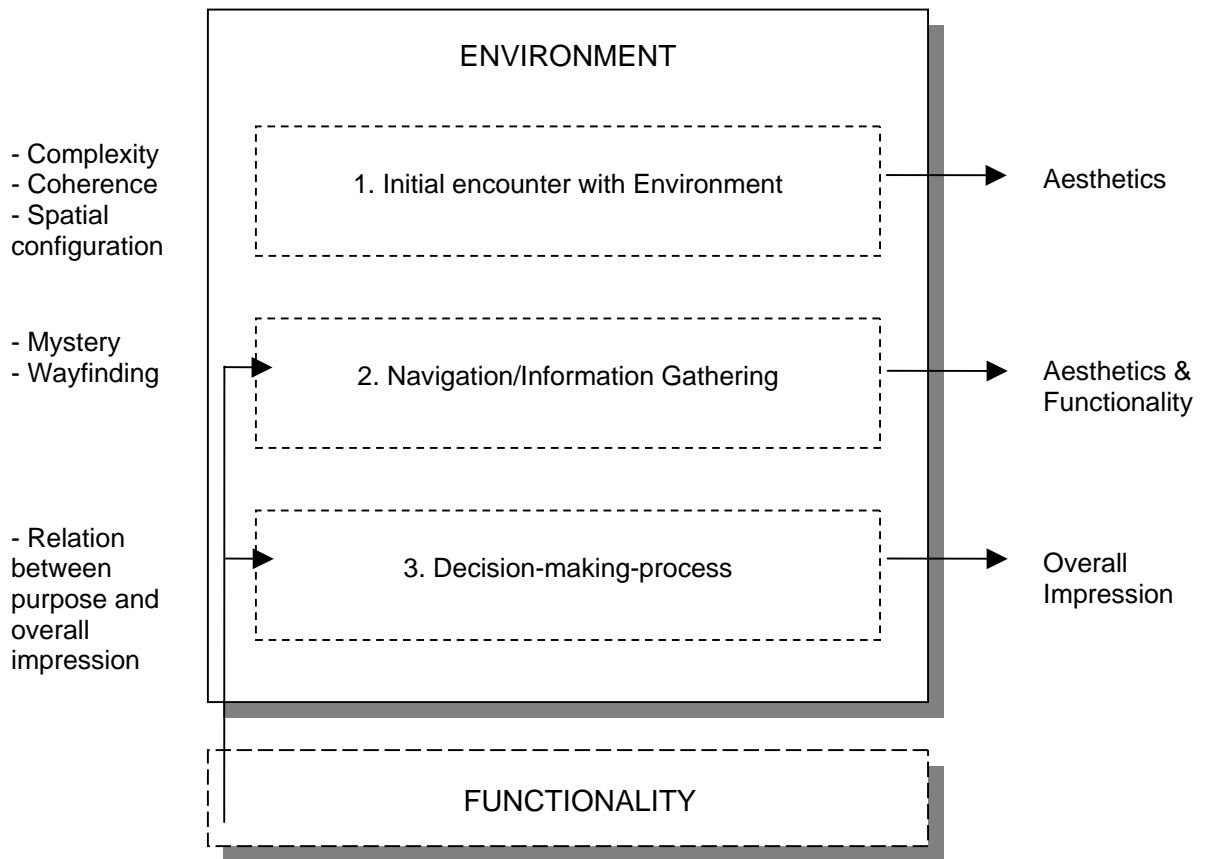 ENVIRONMENT
- Complexity
- Coherence
- Spatial
configuration
1. Initial encounter with Environment
Aesthetics
- Mystery
- Wayfinding
2. Navigation/Information Gathering
Aesthetics &
Functionality
- Relation
between
purpose and
overall
impression
3. Decision-making-process
Overall
Impression
FUNCTIONALITY